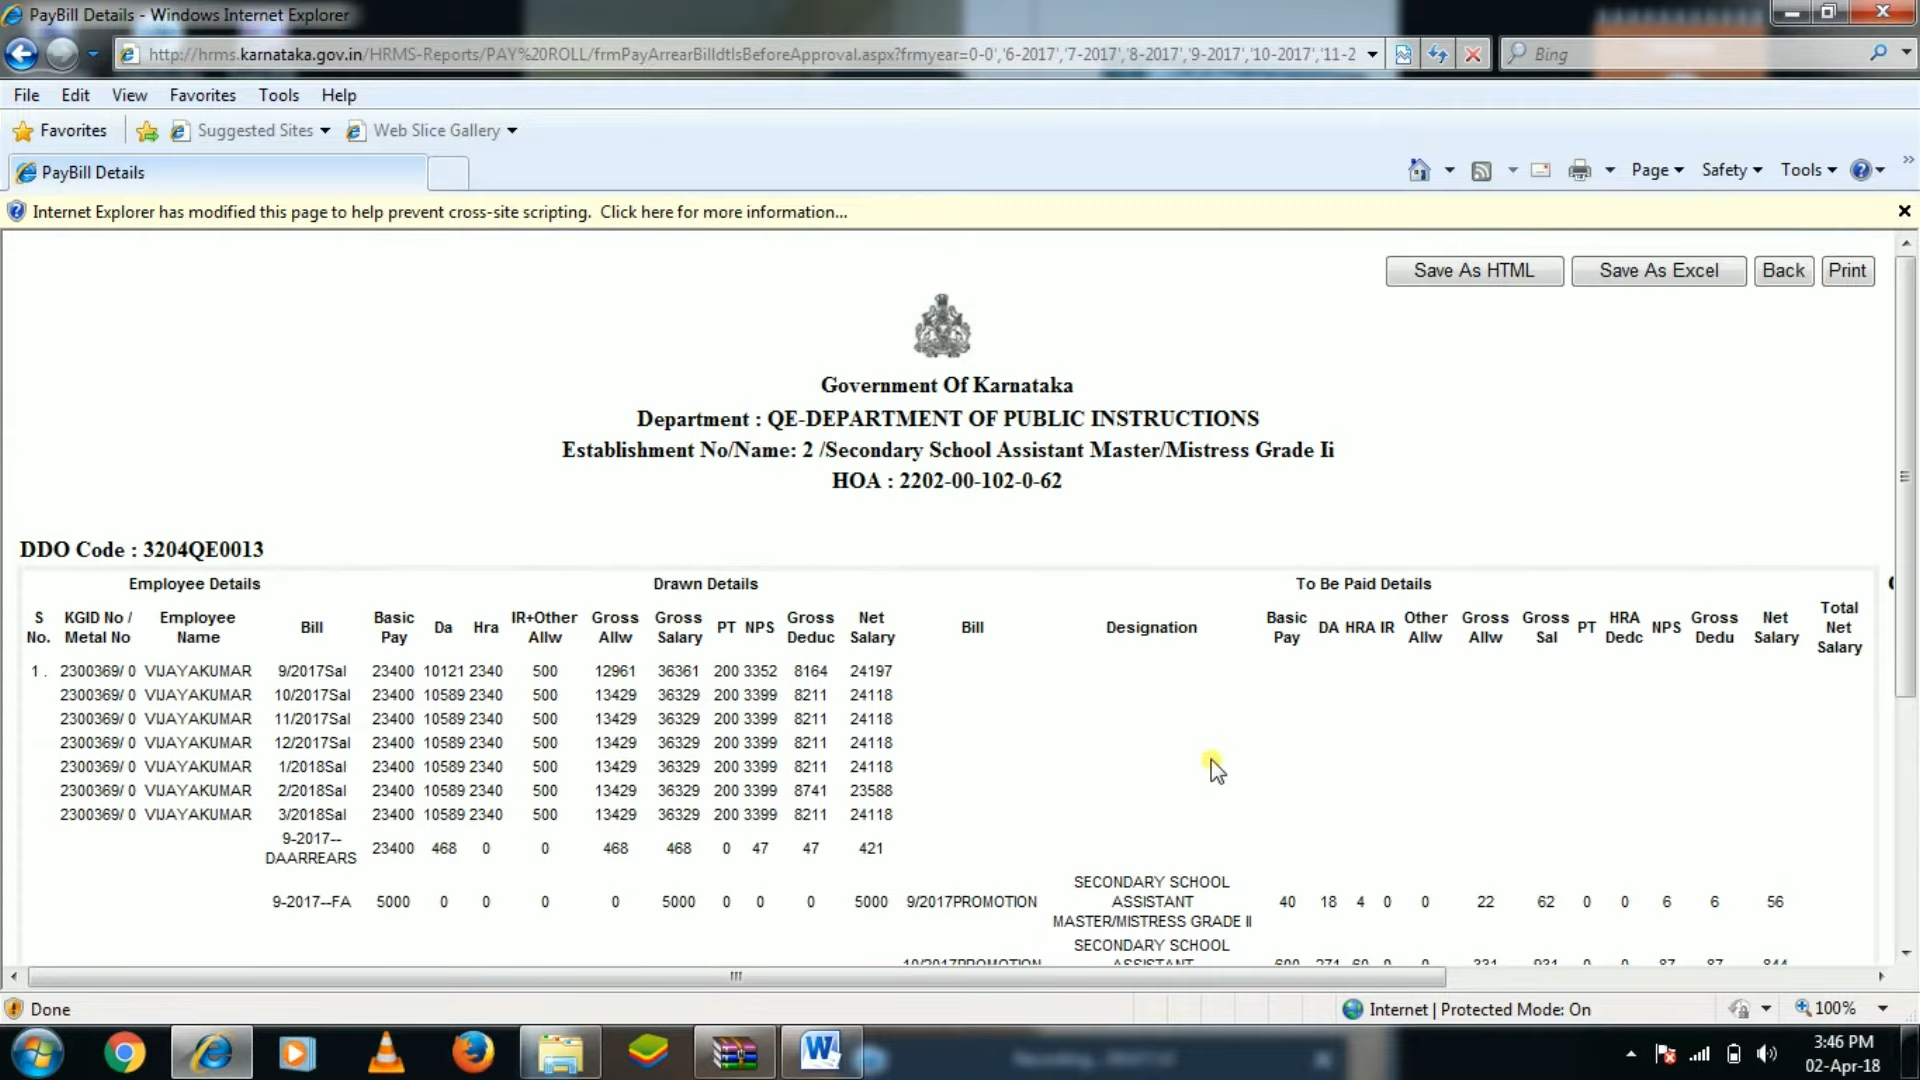 PayBill Details - Windows Internet Explorer
http://hrms.karnataka.gov.in/HRMS-Reports/PAY%20ROLL/frmPayArrearBilldtlsBeforeApproval.aspx?frmyear=0-0','6-2017','7-2017','8-2017','9-2017','10-2017','11-2 Bing
File Edit View Favorites Tools Help
Favorites Suggested Sites Web Slice Gallery
PayBill Details Page Safety Tools
Internet Explorer has modified this page to help prevent cross-site scripting. Click here for more information...
Save As HTML Save As Excel Back Print
Government Of Karnataka
Department : QE-DEPARTMENT OF PUBLIC INSTRUCTIONS
Establishment No/Name: 2 /Secondary School Assistant Master/Mistress Grade Ii
HOA : 2202-00-102-0-62
DDO Code : 3204QE0013
Employee Details Drawn Details To Be Paid Details
S No. KGID No / Metal No Employee Name Bill Basic Pay Da Hra IR+Other Allw Gross Allw Gross Salary PT NPS Gross Deduc Net Salary Bill Designation Basic Pay DA HRA IR Other Allw Gross Allw Gross Sal PT HRA Dedc NPS Gross Dedu Net Salary Total Net Salary
1 . 2300369/ 0 VIJAYAKUMAR 9/2017Sal 23400 10121 2340 500 12961 36361 200 3352 8164 24197
2300369/ 0 VIJAYAKUMAR 10/2017Sal 23400 10589 2340 500 13429 36329 200 3399 8211 24118
2300369/ 0 VIJAYAKUMAR 11/2017Sal 23400 10589 2340 500 13429 36329 200 3399 8211 24118
2300369/ 0 VIJAYAKUMAR 12/2017Sal 23400 10589 2340 500 13429 36329 200 3399 8211 24118
2300369/ 0 VIJAYAKUMAR 1/2018Sal 23400 10589 2340 500 13429 36329 200 3399 8211 24118
2300369/ 0 VIJAYAKUMAR 2/2018Sal 23400 10589 2340 500 13429 36329 200 3399 8741 23588
2300369/ 0 VIJAYAKUMAR 3/2018Sal 23400 10589 2340 500 13429 36329 200 3399 8211 24118
9-2017--DAARREARS 23400 468 0 0 468 468 0 47 47 421
9-2017--FA 5000 0 0 0 0 5000 0 0 0 5000 9/2017PROMOTION SECONDARY SCHOOL ASSISTANT MASTER/MISTRESS GRADE II 40 18 4 0 0 22 62 0 0 6 6 56
SECONDARY SCHOOL
10/2017PROMOTION ASSISTANT 600 271 60 0 0 331 931 0 0 87 87 844
Done Internet | Protected Mode: On 100%
3:46 PM
02-Apr-18